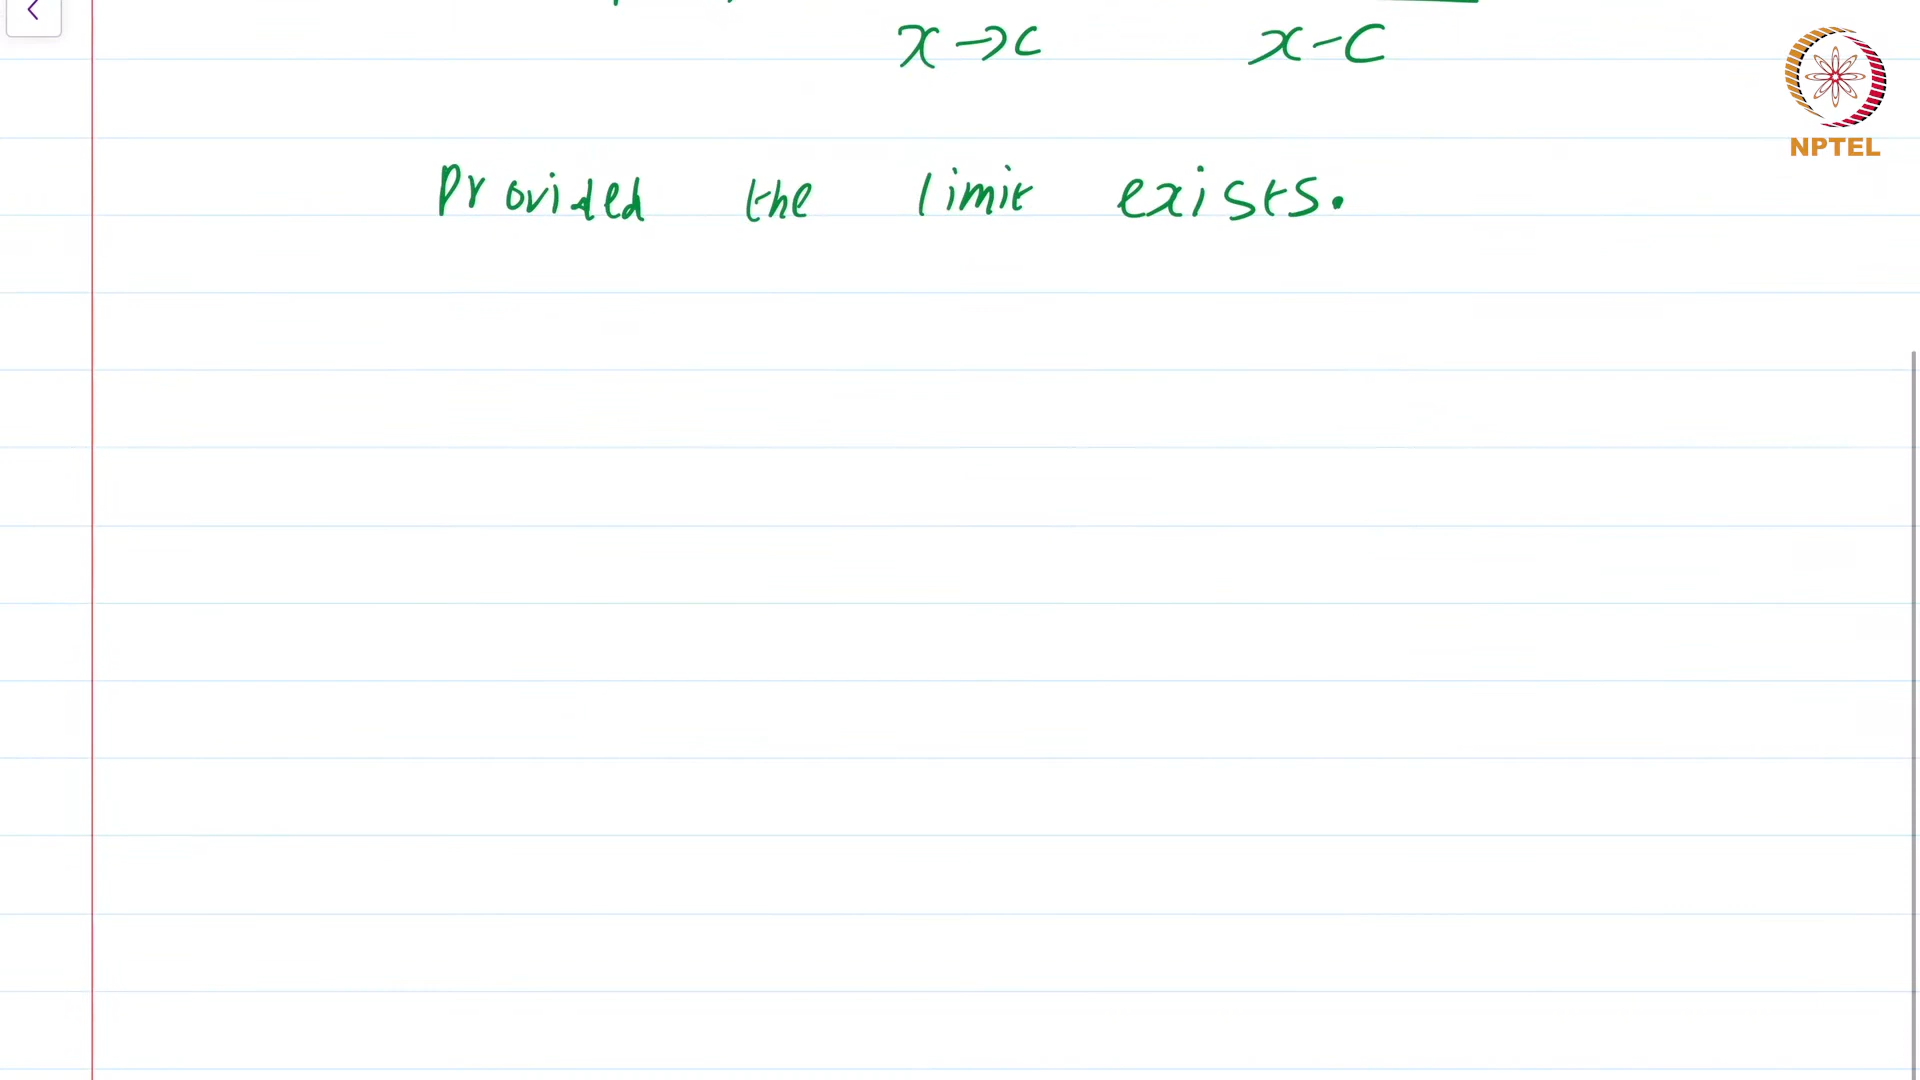 x→c x-c
NPTEL
Provided the limit exists.